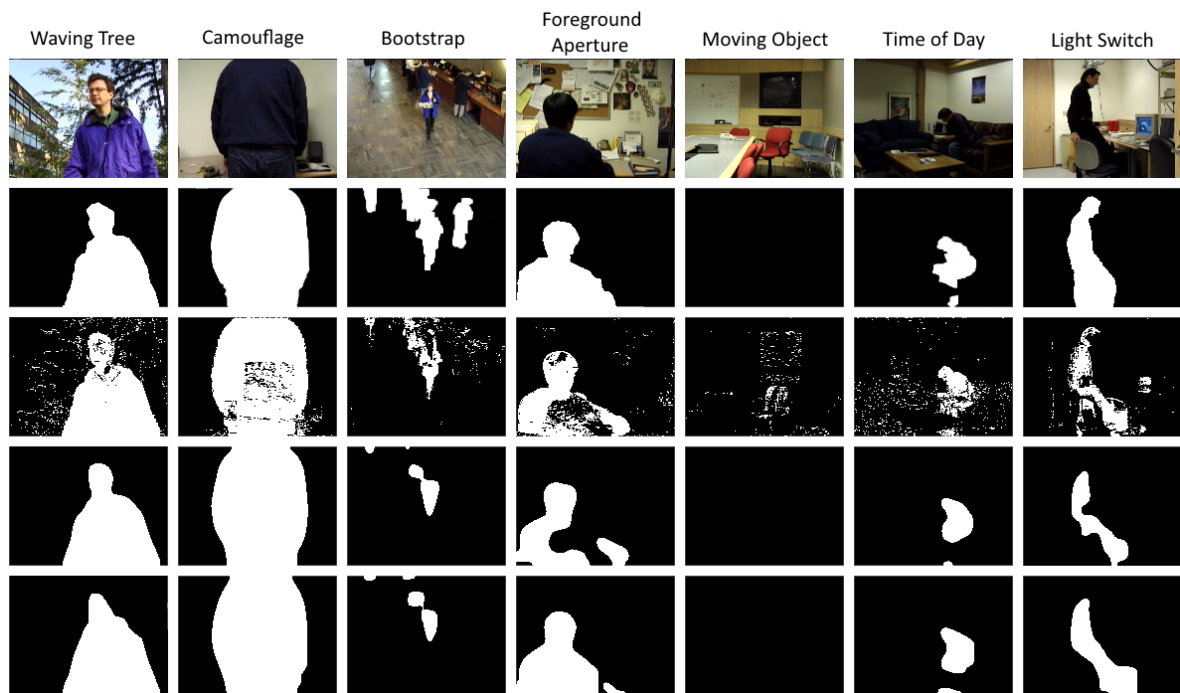 Waving Tree
Camouflage
Bootstrap
Foreground
Aperture
Moving Object
Time of Day
Light Switch